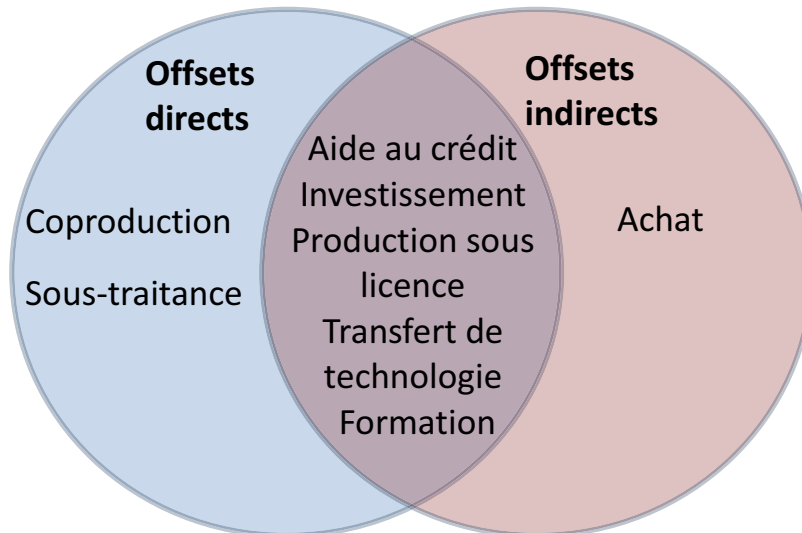 Offsets
directs
Offsets
indirects
Coproduction
Sous-traitance
Aide au crédit
Investissement
Production sous
licence
Transfert de
technologie
Formation
Achat